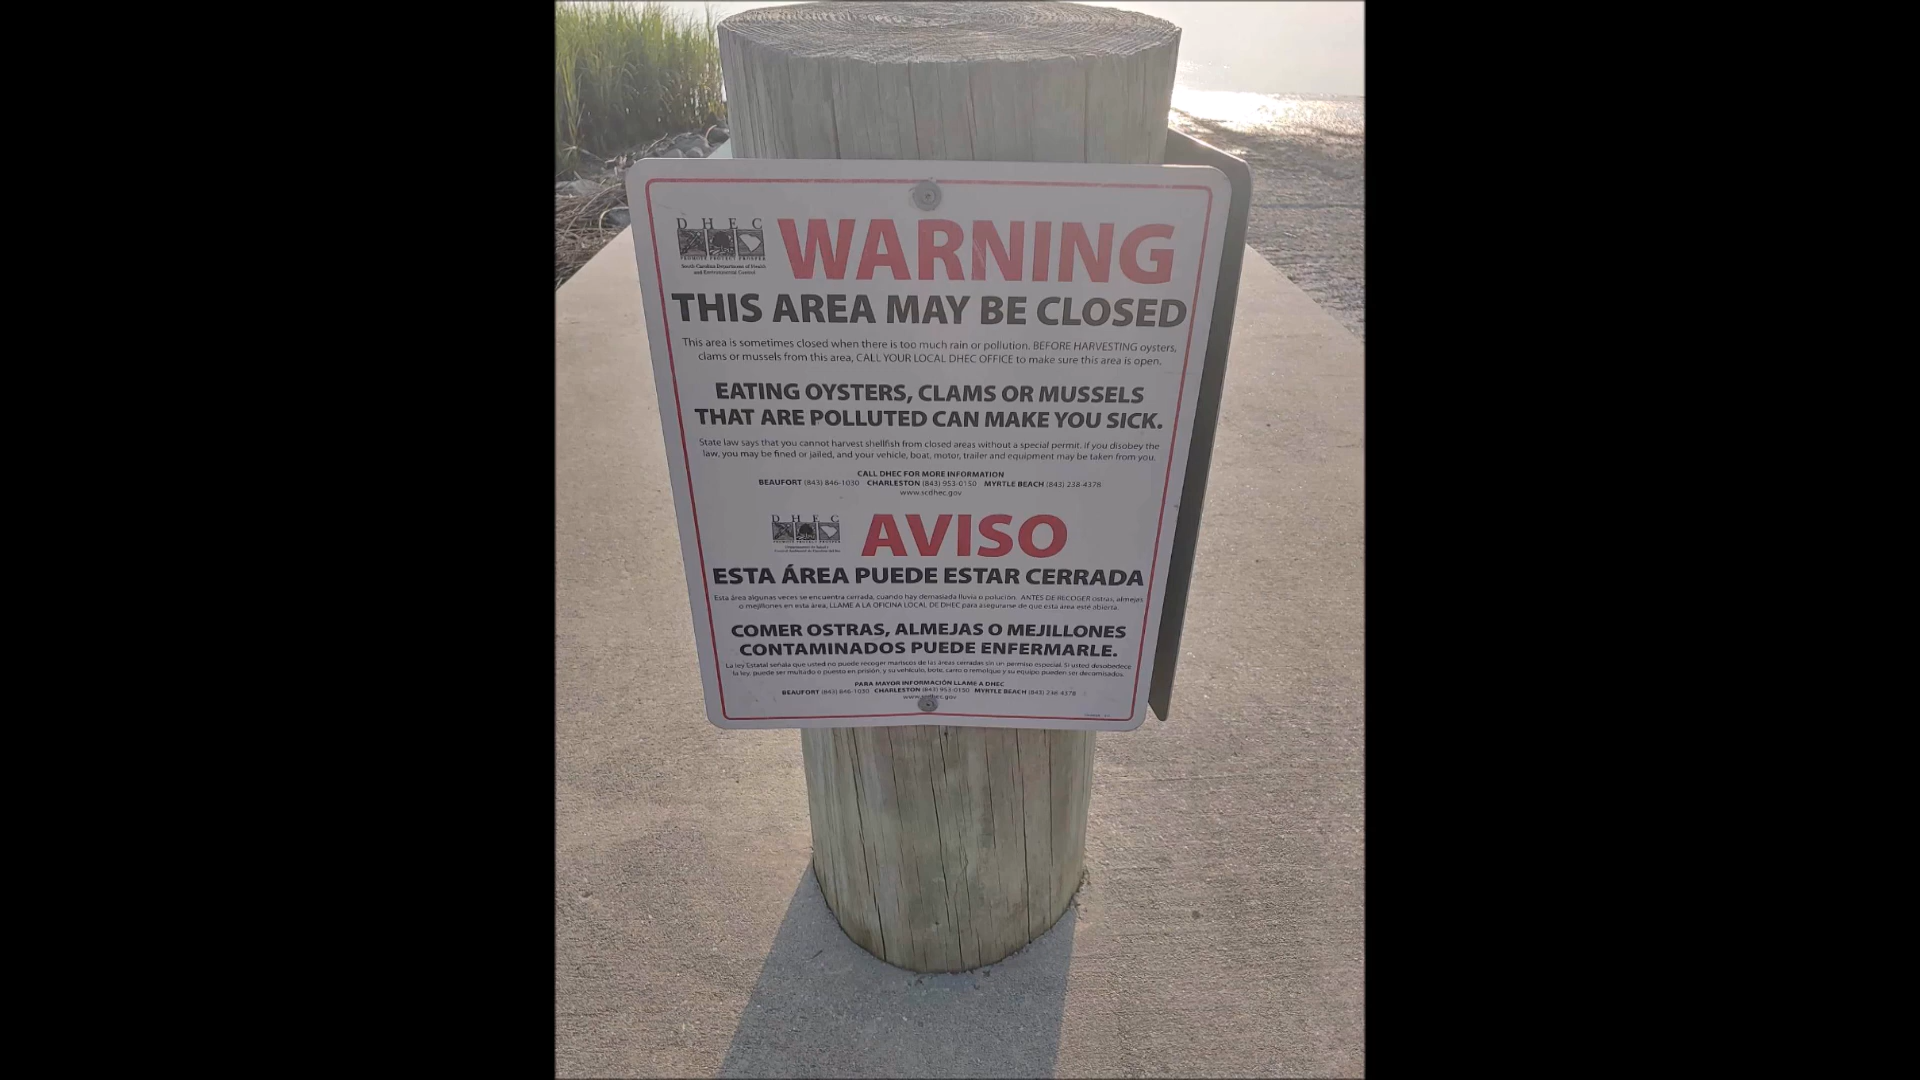 D H E C
PROMOTE PROTECT PROSPER
South Carolina Department of Health
and Environmental Control
WARNING
THIS AREA MAY BE CLOSED
This area is sometimes closed when there is too much rain or pollution. BEFORE HARVESTING oysters,
clams or mussels from this area, CALL YOUR LOCAL DHEC OFFICE to make sure this area is open.
EATING OYSTERS, CLAMS OR MUSSELS
THAT ARE POLLUTED CAN MAKE YOU SICK.
State law says that you cannot harvest shellfish from closed areas without a special permit. If you disobey the
law, you may be fined or jailed, and your vehicle, boat, motor, trailer and equipment may be taken from you.
CALL DHEC FOR MORE INFORMATION
BEAUFORT (843) 846-1030 CHARLESTON (843) 953-0150 MYRTLE BEACH (843) 238-4378
www.scdhec.gov
D H E C
PROMOTE PROTECT PROSPER
AVISO
ESTA ÁREA PUEDE ESTAR CERRADA
Esta área algunas veces se encuentra cerrada, cuando hay demasiada lluvia o polución. ANTES DE RECOGER ostras, almejas
o mejillones en esta área, LLAME A LA OFICINA LOCAL DE DHEC para asegurarse de que esta area esté abierta.
COMER OSTRAS, ALMEJAS O MEJILLONES
CONTAMINADOS PUEDE ENFERMARLE.
La ley Estatal señala que usted no puede recoger mariscos de las áreas cerradas sin un permiso especial. Si usted desobedece
la ley, puede ser multado o puesto en prisión, y su vehículo, bote, carro o remolque y su equipo pueden ser decomisados.
PARA MAYOR INFORMACIÓN LLAME A DHEC
BEAUFORT (843) 846-1030 CHARLESTON (843) 953-0150 MYRTLE BEACH (843) 238-4378